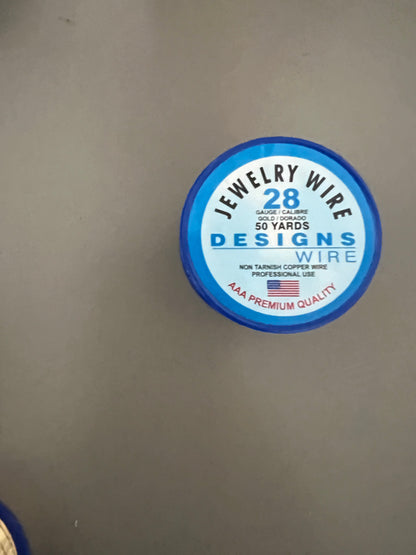 JEWELRY WIRE
28
GAUGE / CALIBRE
GOLD / DORADO
50 YARDS
DESIGNS
WIRE
NON TARNISH COPPER WIRE
PROFESSIONAL USE
AAA PREMIUM QUALITY